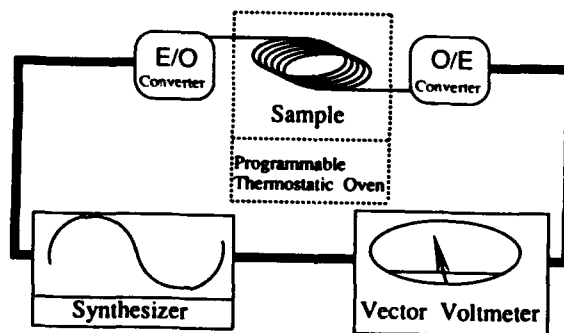 E/O
Converter
O/E
Converter
Sample
Programmable
Thermostatic Oven
Synthesizer
Vector Voltmeter